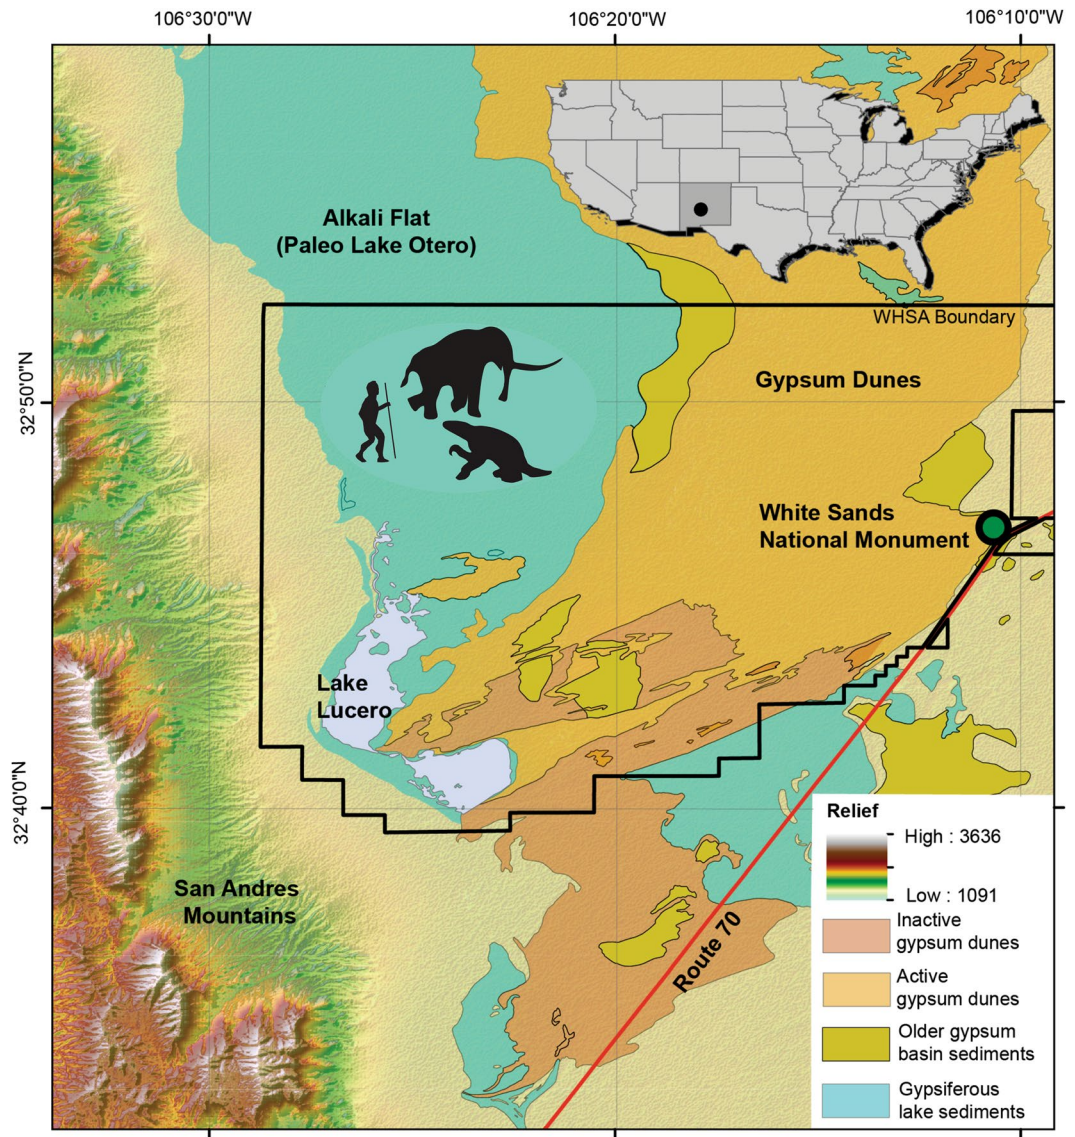 106°30'0"W
106°20'0"W
106°10'0"W
32°50'0"N
32°40'0"N
Alkali Flat
(Paleo Lake Otero)
WHSA Boundary
Gypsum Dunes
White Sands
National Monument
Lake
Lucero
San Andres
Mountains
Route 70
Relief
High : 3636
Low : 1091
Inactive
gypsum dunes
Active
gypsum dunes
Older gypsum
basin sediments
Gypsiferous
lake sediments